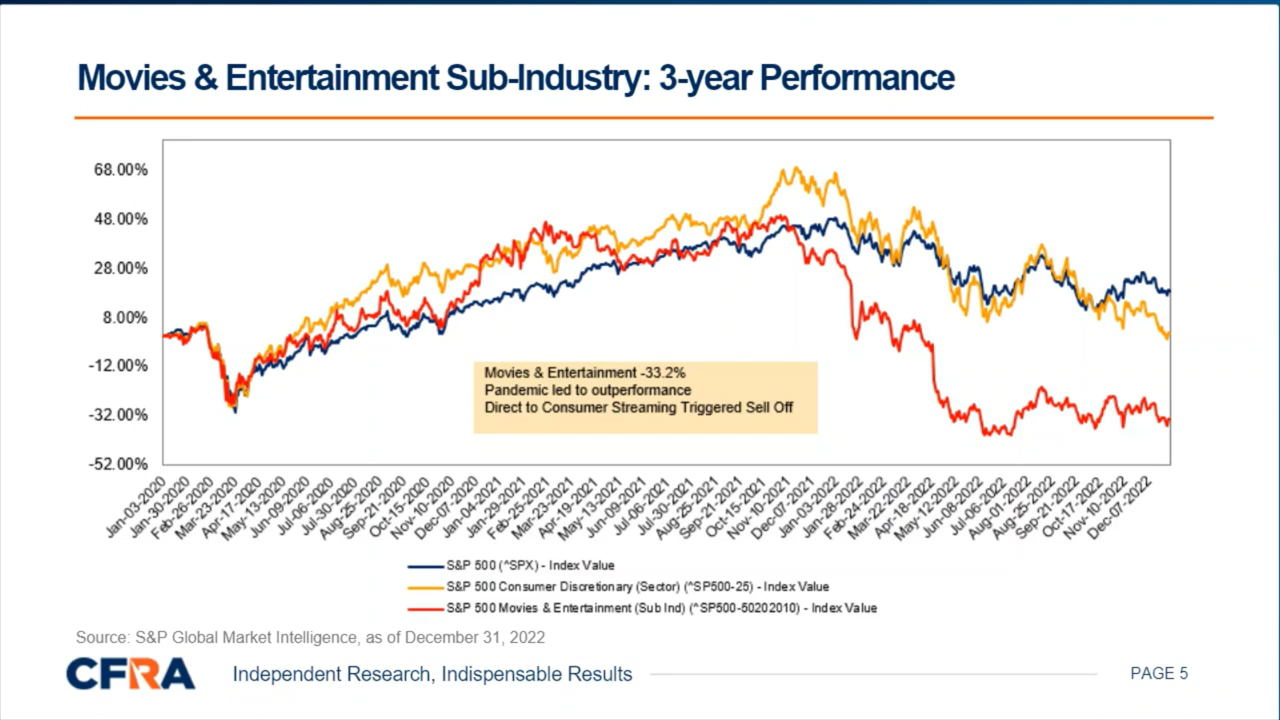 Movies & Entertainment Sub-Industry: 3-year Performance
68.00%
48.00%
28.00%
8.00%
-12.00%
-32.00%
-52.00%
Movies & Entertainment -33.2%
Pandemic led to outperformance
Direct to Consumer Streaming Triggered Sell Off
Jan-03-2020
Jan-30-2020
Feb-26-2020
Mar-23-2020
Apr-17-2020
May-13-2020
Jun-09-2020
Jul-06-2020
Jul-30-2020
Aug-25-2020
Sep-21-2020
Oct-15-2020
Nov-10-2020
Dec-07-2020
Jan-04-2021
Jan-29-2021
Feb-25-2021
Mar-23-2021
Apr-19-2021
May-13-2021
Jun-09-2021
Jul-06-2021
Jul-30-2021
Aug-25-2021
Sep-21-2021
Oct-15-2021
Nov-10-2021
Dec-07-2021
Jan-03-2022
Jan-28-2022
Feb-24-2022
Mar-22-2022
Apr-18-2022
May-12-2022
Jun-08-2022
Jul-06-2022
Aug-01-2022
Aug-25-2022
Sep-21-2022
Oct-17-2022
Nov-10-2022
Dec-07-2022
S&P 500 (^SPX) - Index Value
S&P 500 Consumer Discretionary (Sector) (^SP500-25) - Index Value
S&P 500 Movies & Entertainment (Sub Ind) (^SP500-50202010) - Index Value
Source: S&P Global Market Intelligence, as of December 31, 2022
CFRA
Independent Research, Indispensable Results
PAGE 5